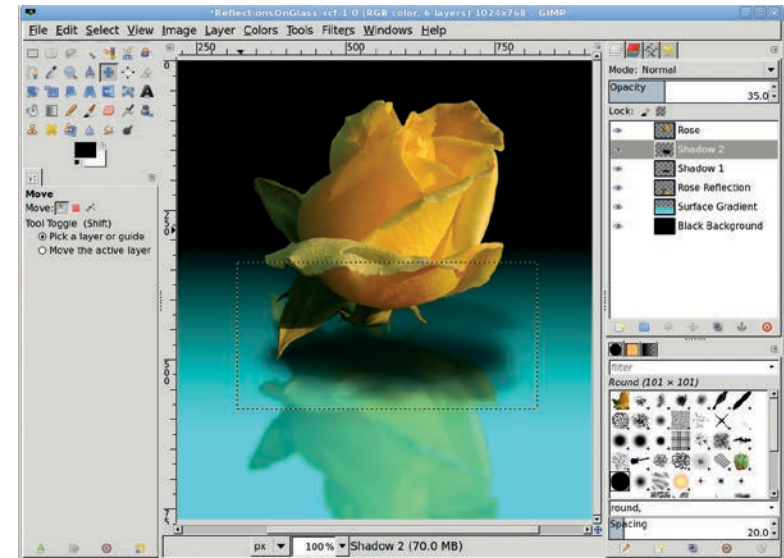 *ReflectionsOnGlass.xcf-1.0 (RGB color, 6 layers) 1024x768 – GIMP
File Edit Select View Image Layer Colors Tools Filters Windows Help
250 500 750
0
250
500
Move
Move:
Tool Toggle (Shift)
Pick a layer or guide
Move the active layer
px 100% Shadow 2 (70.0 MB)
Mode: Normal
Opacity 35.0
Lock:
Rose
Shadow 2
Shadow 1
Rose Reflection
Surface Gradient
Black Background
filter
Round (101 × 101)
round,
Spacing 20.0